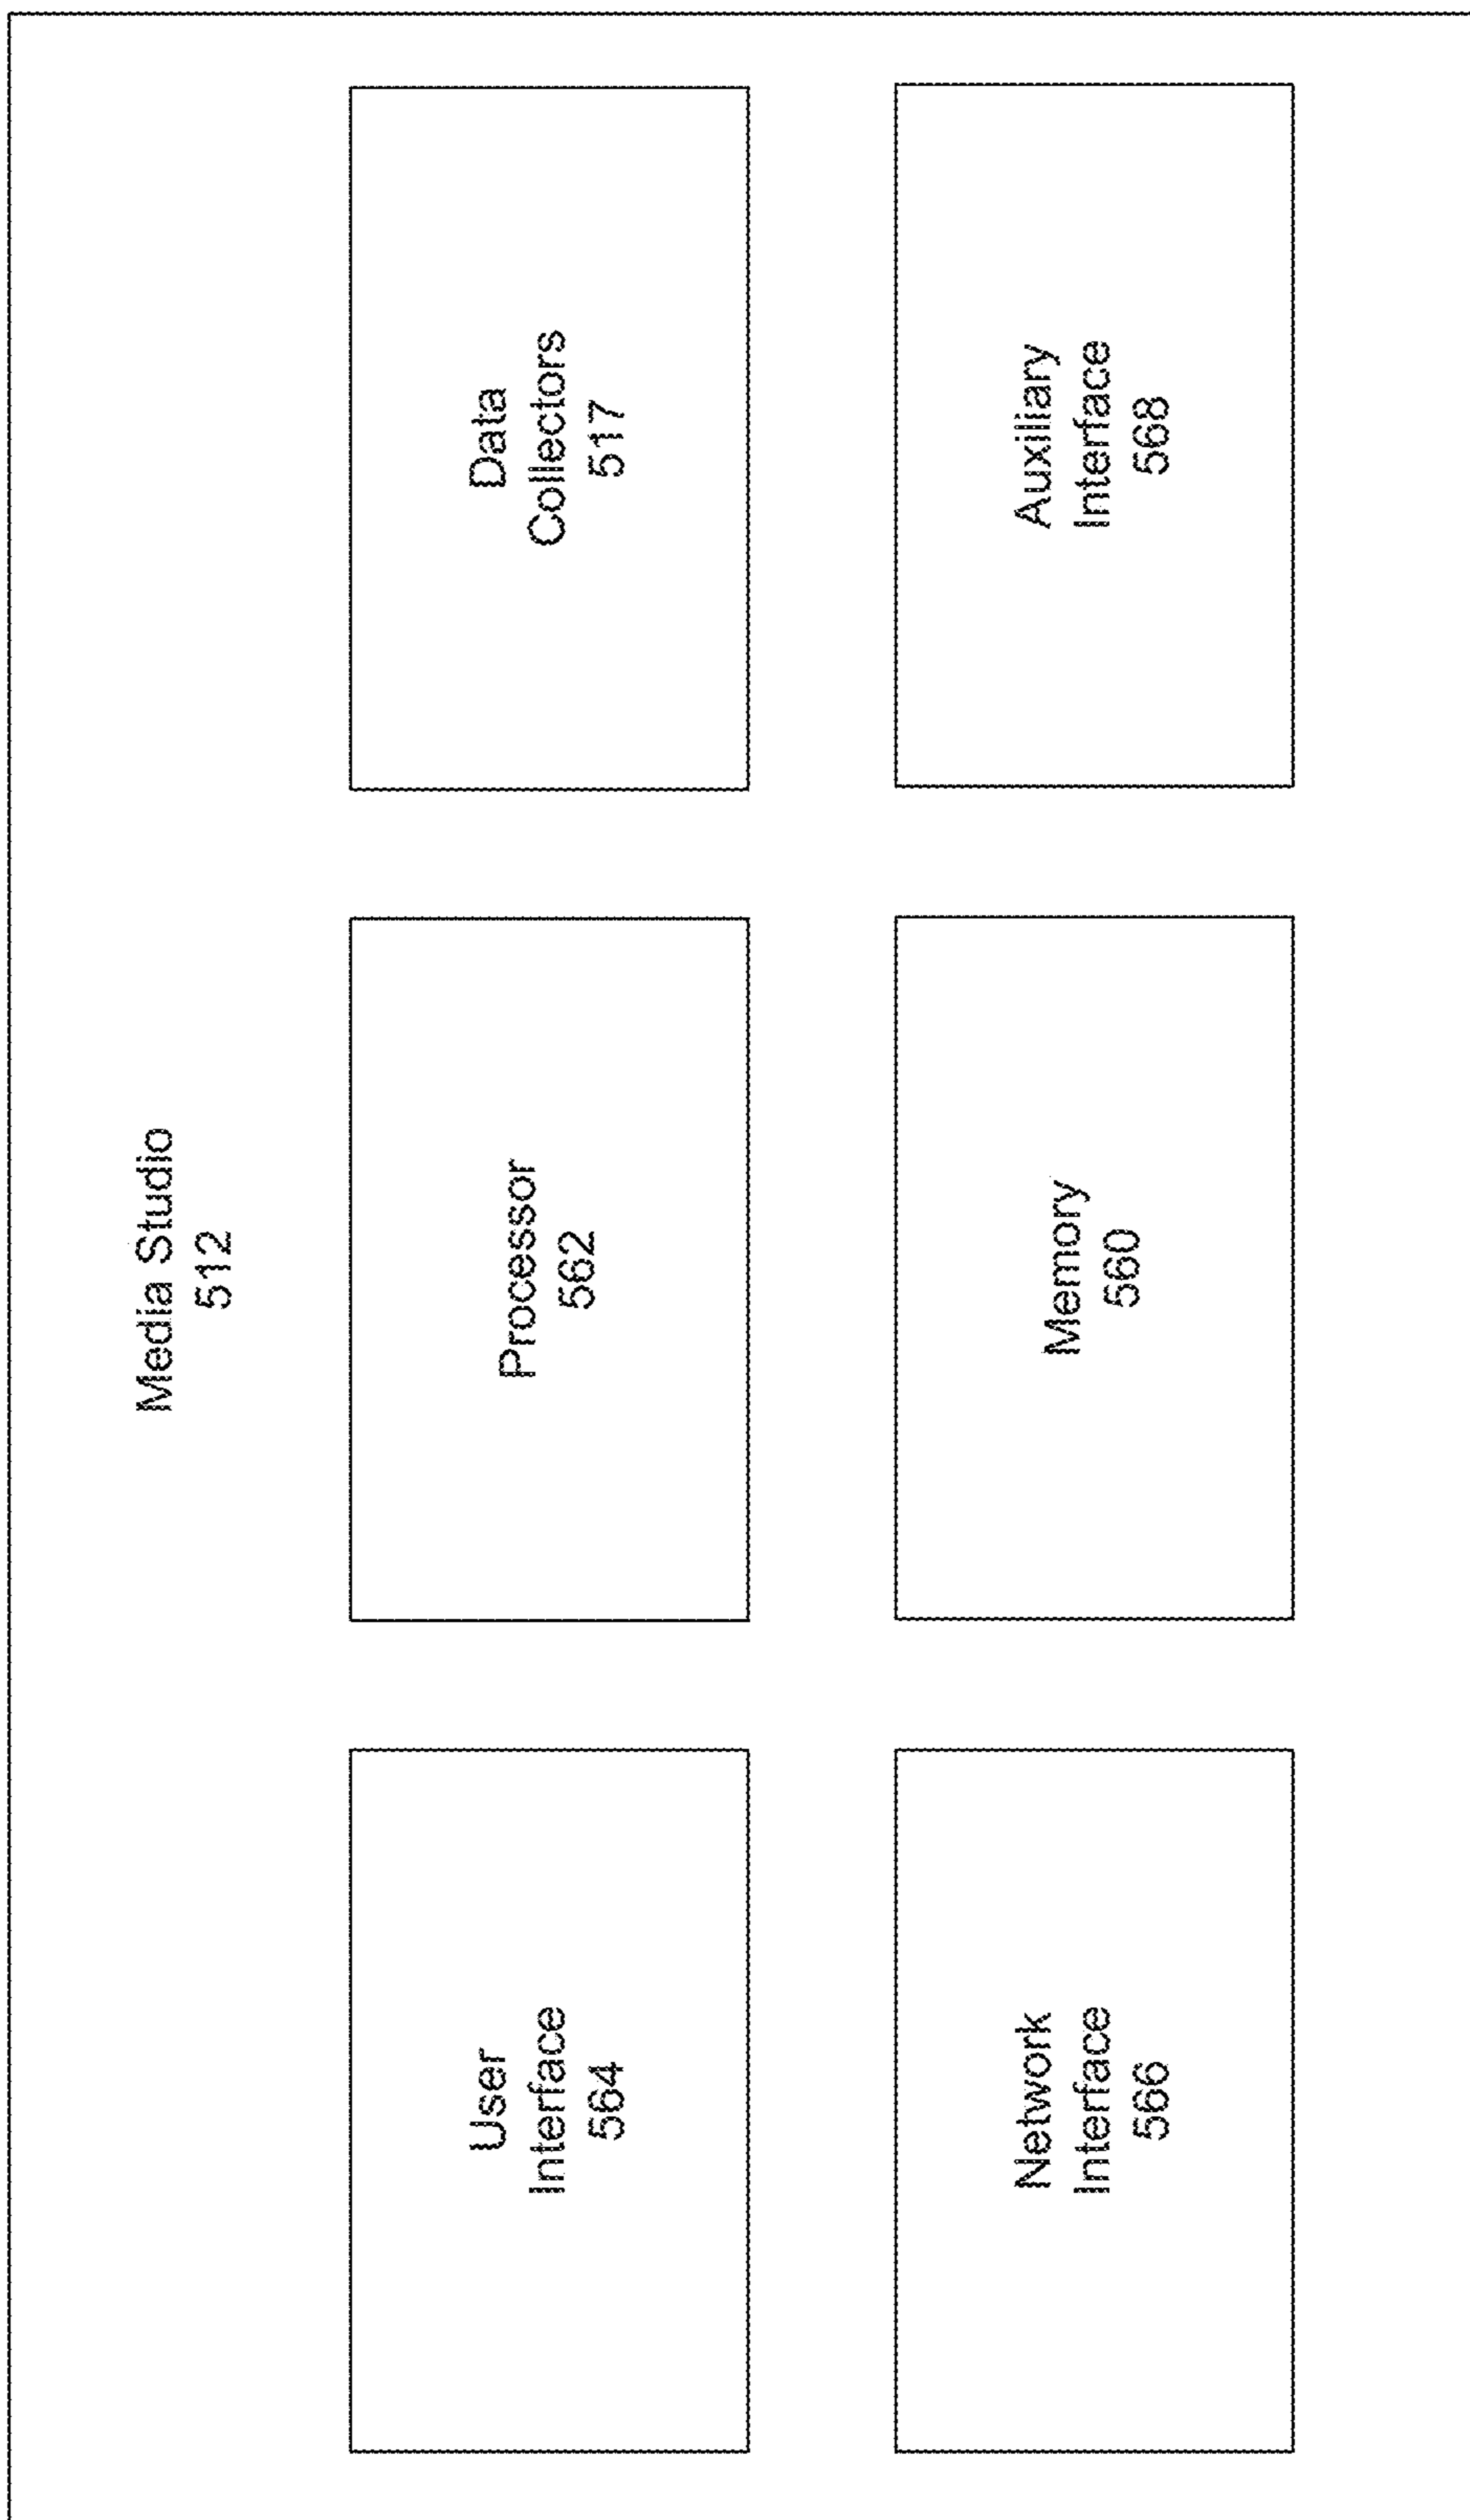 Media Studio
512
User
Interface
564
Processor
562
Data
Collectors
517
Network
Interface
566
Memory
560
Auxiliary
Interface
568